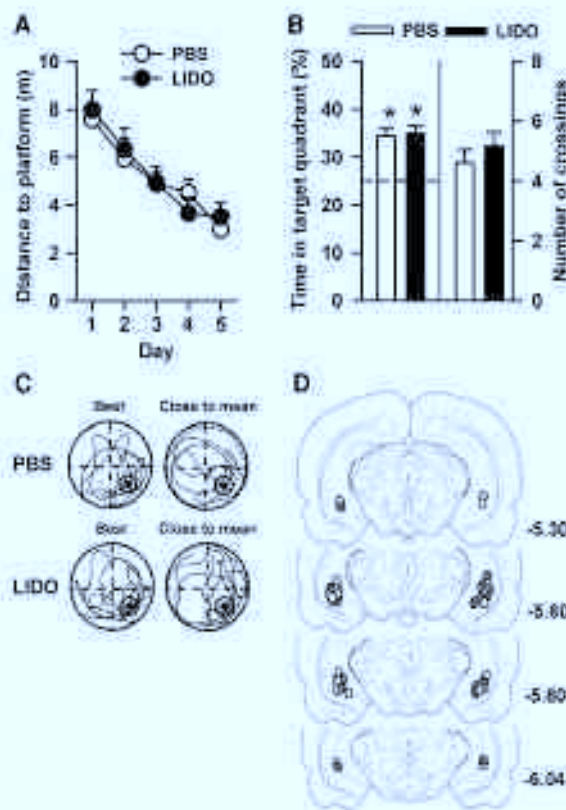 A
PBS
LIDO
Distance to platform (m)
10
8
6
4
2
0
1 2 3 4 5
Day
B
PBS LIDO
Time in target quadrant (%)
50
40
30
20
10
0
* *
8
6
4
2
0
Number of crossings
C
Best Close to mean
PBS
Best Close to mean
LIDO
D
-5.30
-5.60
-5.80
-6.04